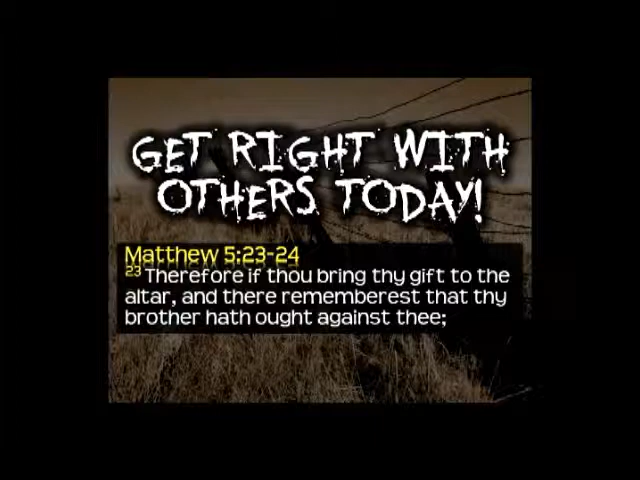 GET RIGHT WITH
OTHERS TODAY!
Matthew 5:23-24
23 Therefore if thou bring thy gift to the
altar, and there rememberest that thy
brother hath ought against thee;